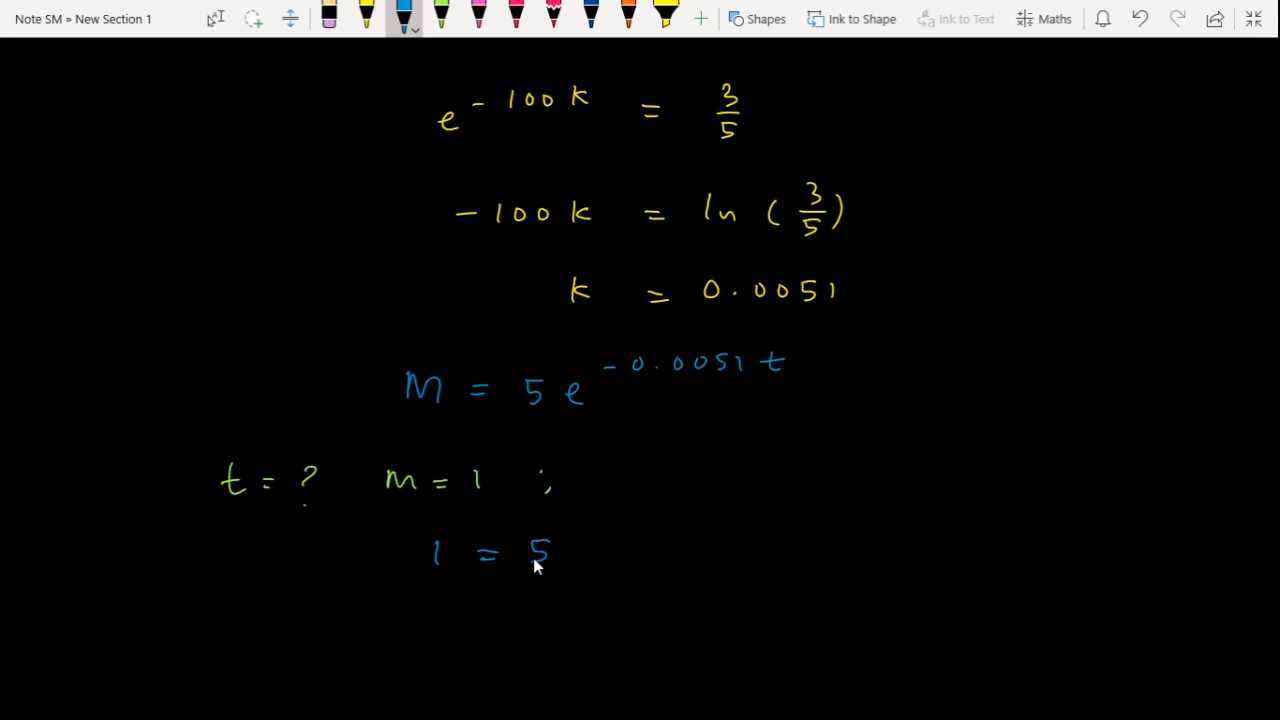 Note SM » New Section 1 Shapes Ink to Shape Ink to Text Maths
e^{-100k} = 3/5
-100k = ln (3/5)
k = 0.0051
M = 5e^{-0.0051t}
t = ? M = 1 ;
1 = 5